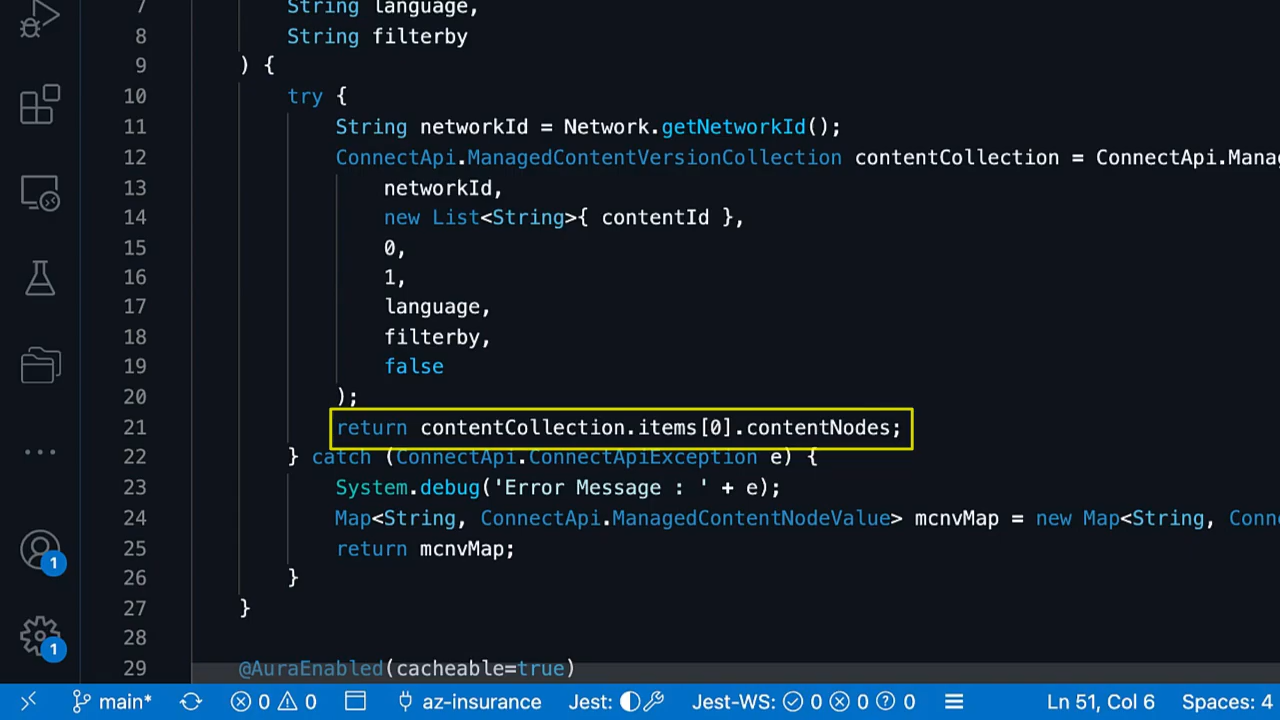 7 String language,
8 String filterby
9 ) {
10 try {
11 String networkId = Network.getNetworkId();
12 ConnectApi.ManagedContentVersionCollection contentCollection = ConnectApi.Mana
13 networkId,
14 new List<String>{ contentId },
15 0,
16 1,
17 language,
18 filterby,
19 false
20 );
21 return contentCollection.items[0].contentNodes;
22 } catch (ConnectApi.ConnectApiException e) {
23 System.debug('Error Message : ' + e);
24 Map<String, ConnectApi.ManagedContentNodeValue> mcnvMap = new Map<String, Conn
25 return mcnvMap;
26 }
27 }
28
29 @AuraEnabled(cacheable=true)
1
1
main* 0 0 az-insurance Jest: Jest-WS: 0 0 0 Ln 51, Col 6 Spaces: 4